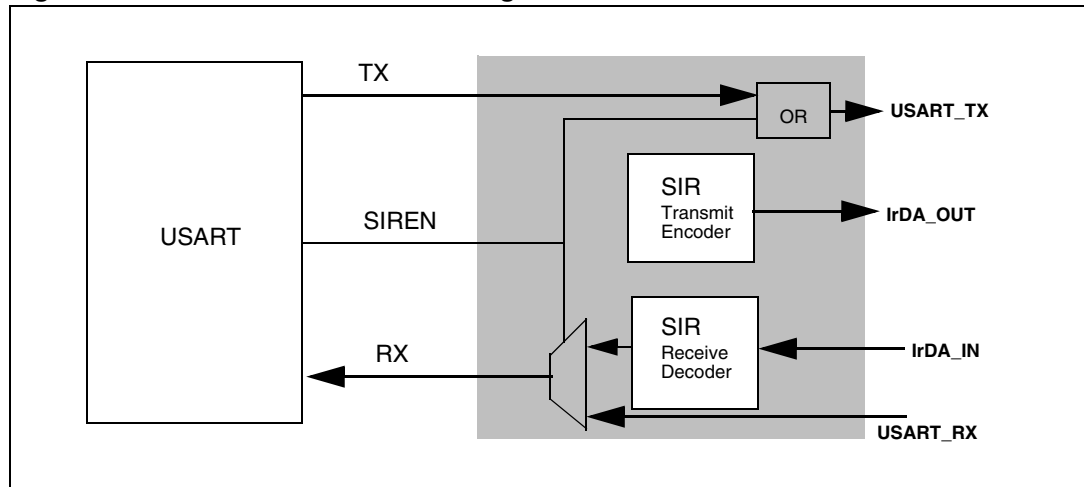 TX
OR
USART_TX
SIR
Transmit
Encoder
IrDA_OUT
USART
SIREN
SIR
Receive
Decoder
RX
IrDA_IN
USART_RX